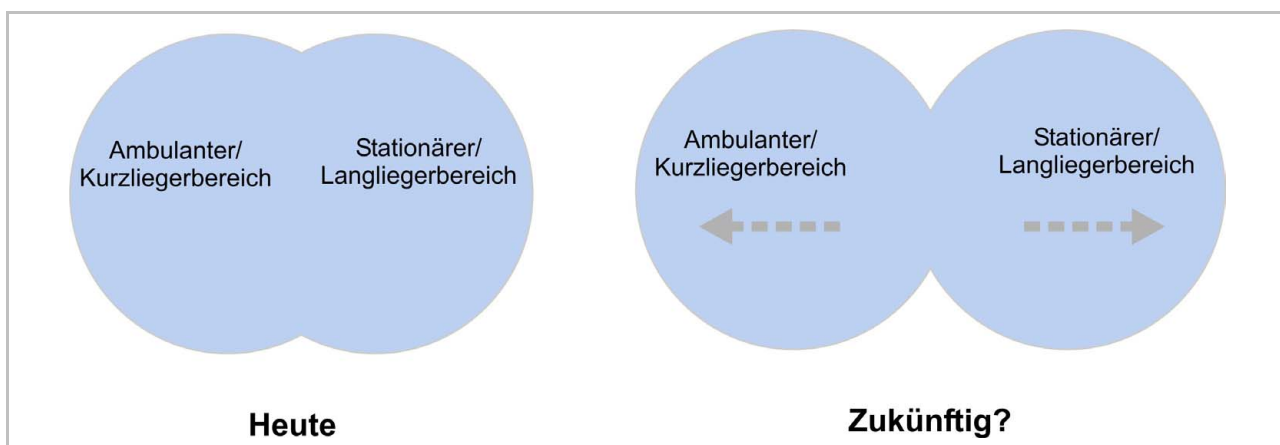 Ambulanter/
Kurzliegerbereich
Stationärer/
Langliegerbereich
Heute
Ambulanter/
Kurzliegerbereich
Stationärer/
Langliegerbereich
Zukünftig?